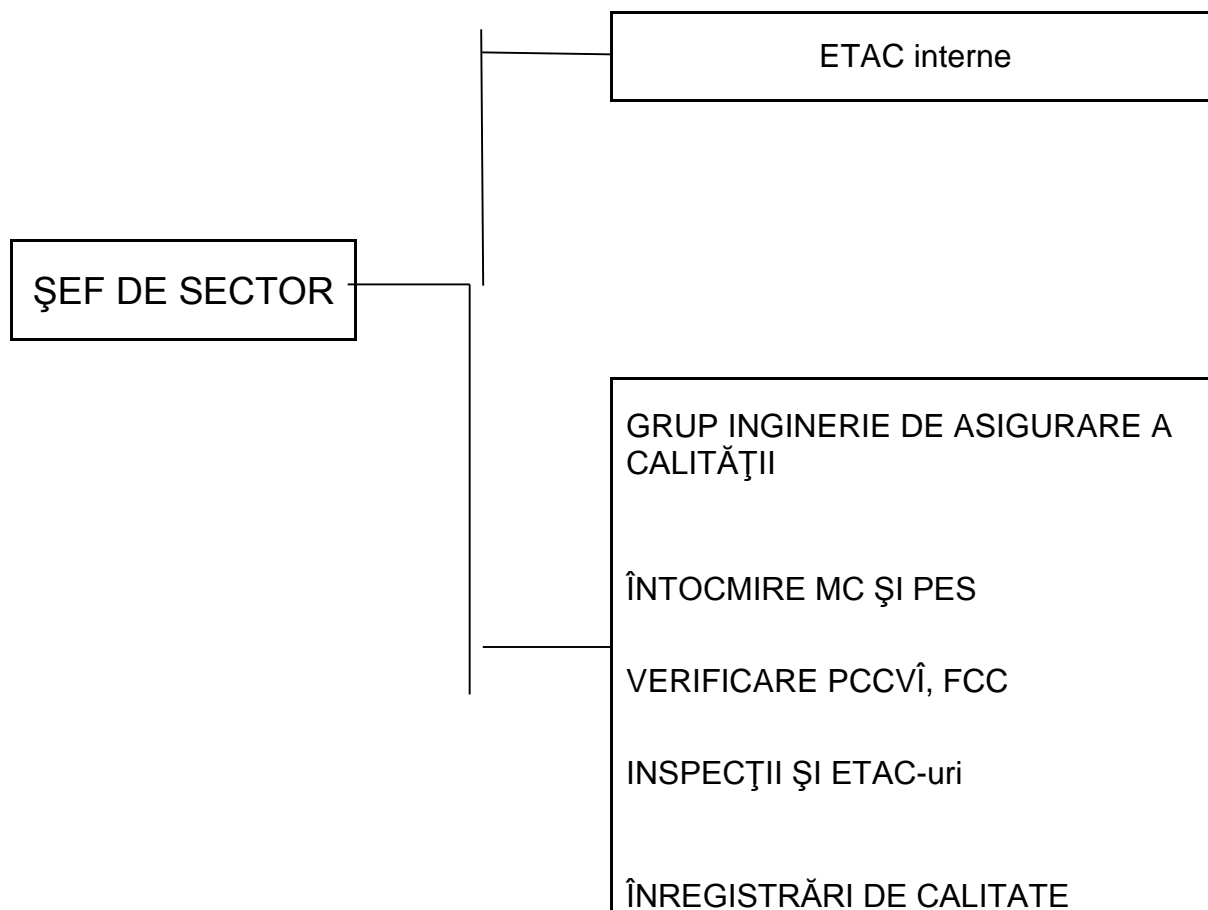 ETAC interne
ŞEF DE SECTOR
GRUP INGINERIE DE ASIGURARE A
CALITĂŢII
ÎNTOCMIRE MC ŞI PES
VERIFICARE PCCVÎ, FCC
INSPECŢII ŞI ETAC-uri
ÎNREGISTRĂRI DE CALITATE